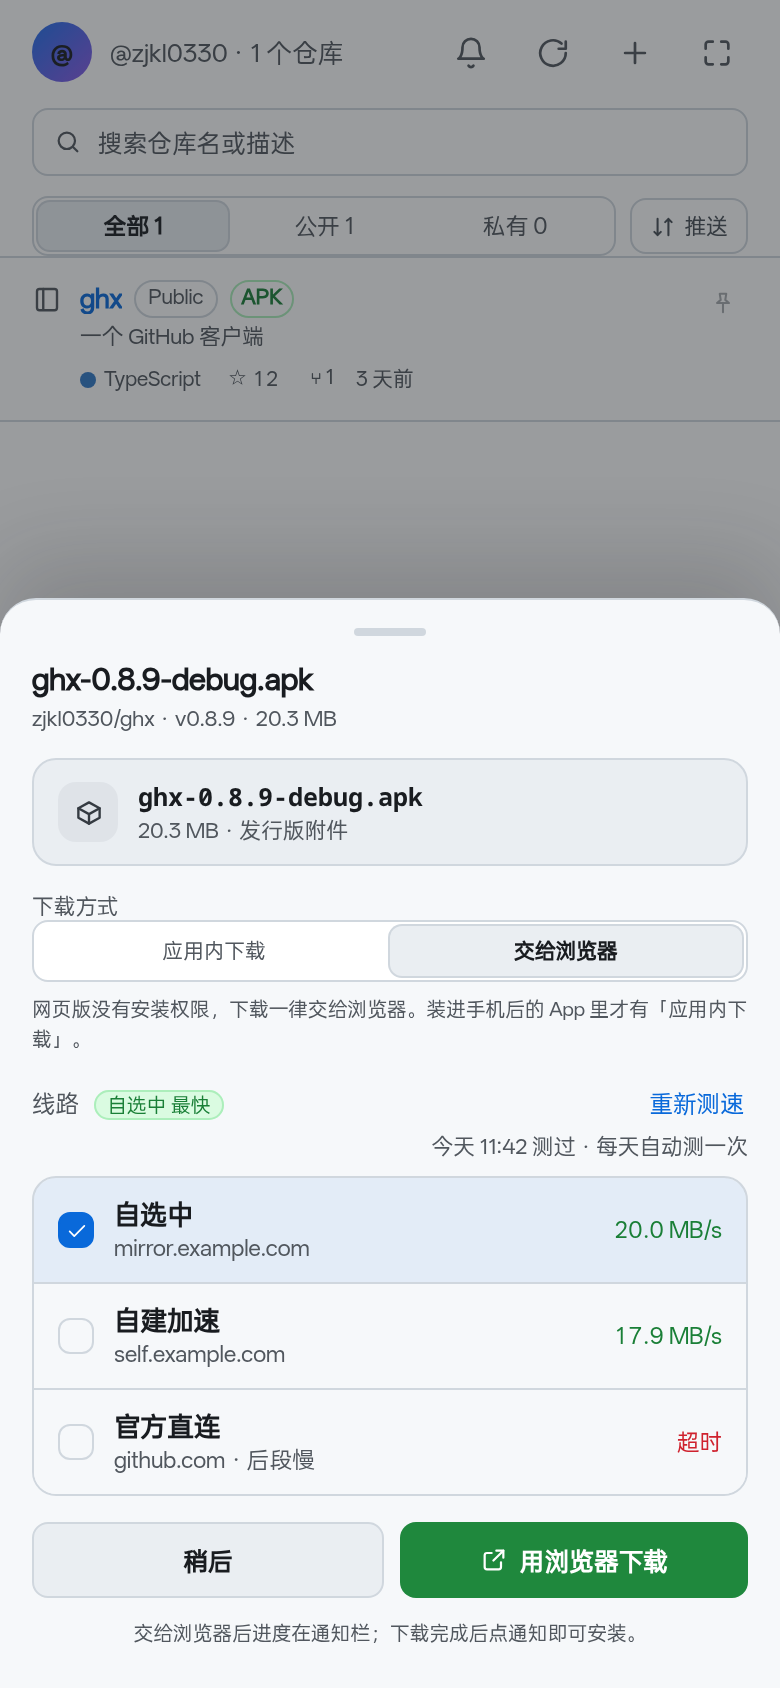 @ @zjkl0330 · 1 个仓库
搜索仓库名或描述
全部 1 公开 1 私有 0 推送
ghx Public APK
一个 GitHub 客户端
TypeScript ☆ 12 1 3 天前
ghx-0.8.9-debug.apk
zjkl0330/ghx · v0.8.9 · 20.3 MB
ghx-0.8.9-debug.apk
20.3 MB · 发行版附件
下载方式
应用内下载 交给浏览器
网页版没有安装权限，下载一律交给浏览器。装进手机后的 App 里才有「应用内下
载」。
线路 自选中 最快 重新测速
今天 11:42 测过 · 每天自动测一次
自选中
mirror.example.com 20.0 MB/s
自建加速
self.example.com 17.9 MB/s
官方直连
github.com · 后段慢 超时
稍后 用浏览器下载
交给浏览器后进度在通知栏；下载完成后点通知即可安装。